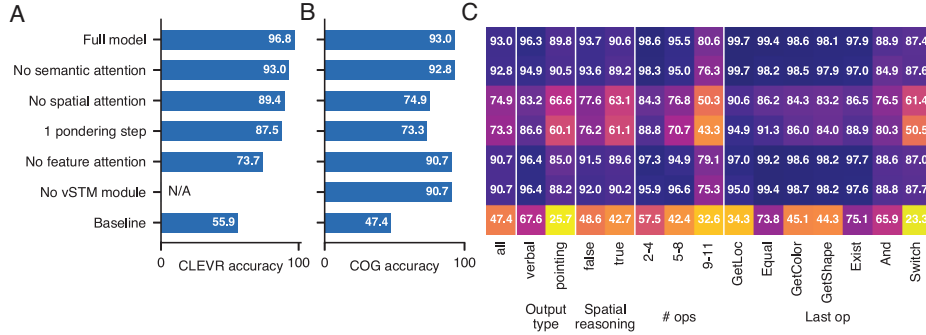 A
B
C
Full model
96.8
93.0
No semantic attention
93.0
92.8
No spatial attention
89.4
74.9
1 pondering step
87.5
73.3
No feature attention
73.7
90.7
No vSTM module
N/A
90.7
Baseline
55.9
47.4
0
CLEVR accuracy
100
0
COG accuracy
100
93.0 96.3 89.8 93.7 90.6 98.6 95.5 80.6 99.7 99.4 98.6 98.1 97.9 88.9 87.4
92.8 94.9 90.5 93.6 89.2 98.3 95.0 76.3 99.7 98.2 98.5 97.9 97.0 84.9 87.6
74.9 83.2 66.6 77.6 63.1 84.3 76.8 50.3 90.6 86.2 84.3 83.2 86.5 76.5 61.4
73.3 86.6 60.1 76.2 61.1 88.8 70.7 43.3 94.9 91.3 86.0 84.0 88.9 80.3 50.5
90.7 96.4 85.0 91.5 89.6 97.3 94.9 79.1 97.0 99.2 98.6 98.2 97.7 88.6 87.0
90.7 96.4 88.2 92.0 90.2 95.9 96.6 75.3 95.0 99.4 98.7 98.2 97.6 88.8 87.7
47.4 67.6 25.7 48.6 42.7 57.5 42.4 32.6 34.3 73.8 45.1 44.3 75.1 65.9 23.3
all
verbal
pointing
false
true
2-4
5-8
9-11
GetLoc
Equal
GetColor
GetShape
Exist
And
Switch
Output
type
Spatial
reasoning
# ops
Last op